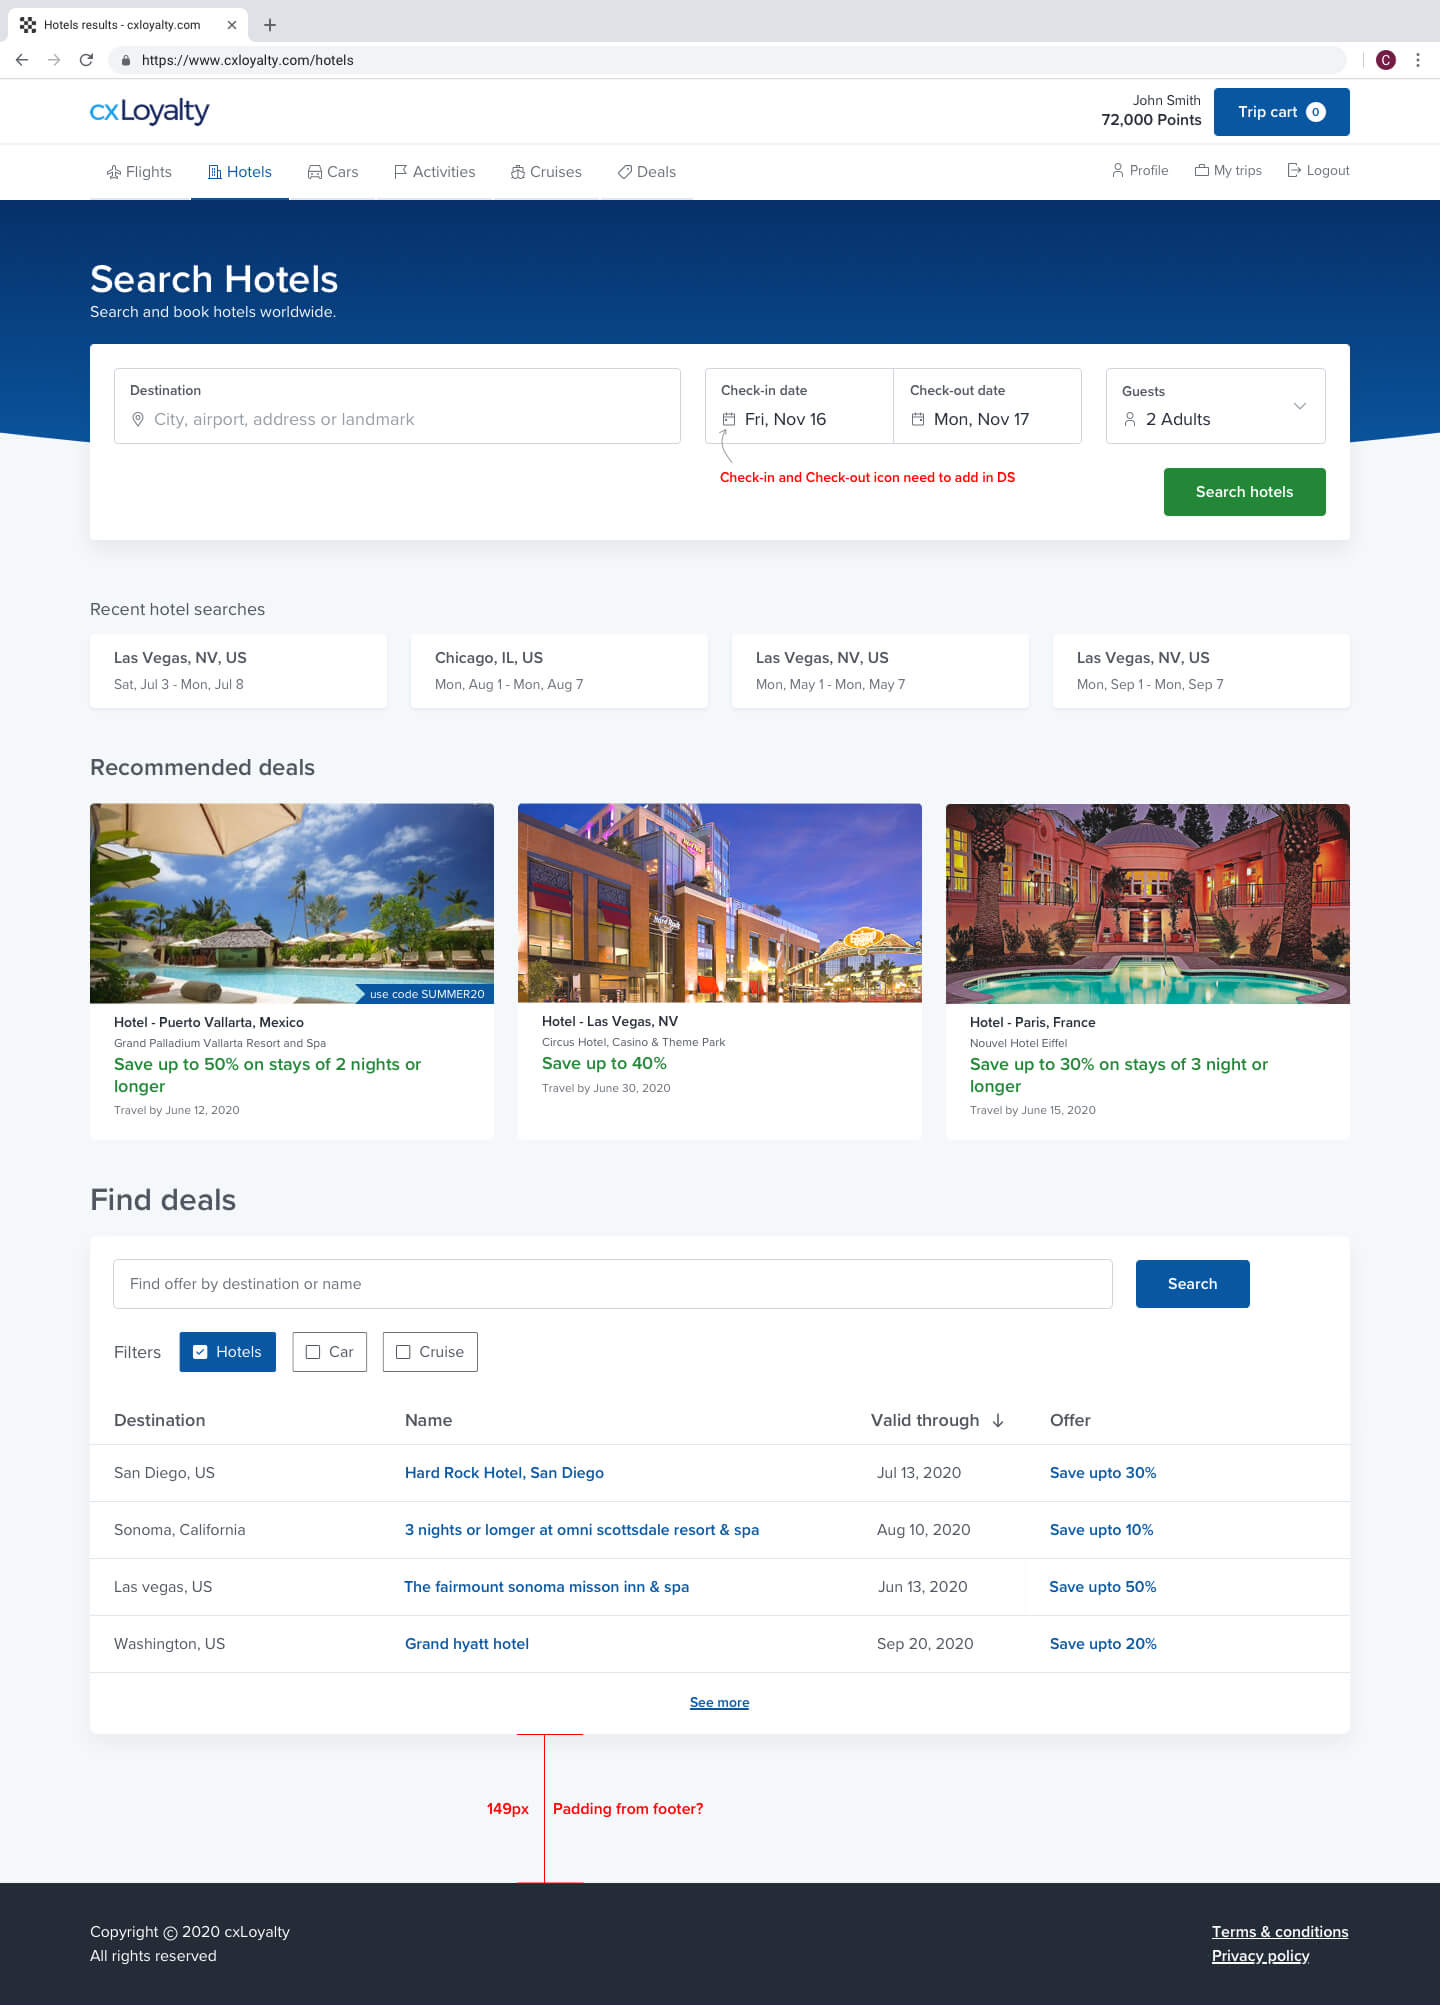 Hotels results - cxloyalty.com
https://www.cxloyalty.com/hotels
C
cxLoyalty
John Smith
72,000 Points
Trip cart 0
Flights Hotels Cars Activities Cruises Deals
Profile My trips Logout
Search Hotels
Search and book hotels worldwide.
Destination
City, airport, address or landmark
Check-in date
Fri, Nov 16
Check-out date
Mon, Nov 17
Guests
2 Adults
Check-in and Check-out icon need to add in DS
Search hotels
Recent hotel searches
Las Vegas, NV, US
Sat, Jul 3 - Mon, Jul 8
Chicago, IL, US
Mon, Aug 1 - Mon, Aug 7
Las Vegas, NV, US
Mon, May 1 - Mon, May 7
Las Vegas, NV, US
Mon, Sep 1 - Mon, Sep 7
Recommended deals
use code SUMMER20
Hotel - Puerto Vallarta, Mexico
Grand Palladium Vallarta Resort and Spa
Save up to 50% on stays of 2 nights or
longer
Travel by June 12, 2020
Hard Rock
Hotel - Las Vegas, NV
Circus Hotel, Casino & Theme Park
Save up to 40%
Travel by June 30, 2020
Hotel - Paris, France
Nouvel Hotel Eiffel
Save up to 30% on stays of 3 night or
longer
Travel by June 15, 2020
Find deals
Find offer by destination or name
Search
Filters Hotels Car Cruise
Destination Name Valid through Offer
San Diego, US Hard Rock Hotel, San Diego Jul 13, 2020 Save upto 30%
Sonoma, California 3 nights or lomger at omni scottsdale resort & spa Aug 10, 2020 Save upto 10%
Las vegas, US The fairmount sonoma misson inn & spa Jun 13, 2020 Save upto 50%
Washington, US Grand hyatt hotel Sep 20, 2020 Save upto 20%
See more
149px Padding from footer?
Copyright © 2020 cxLoyalty
All rights reserved
Terms & conditions
Privacy policy